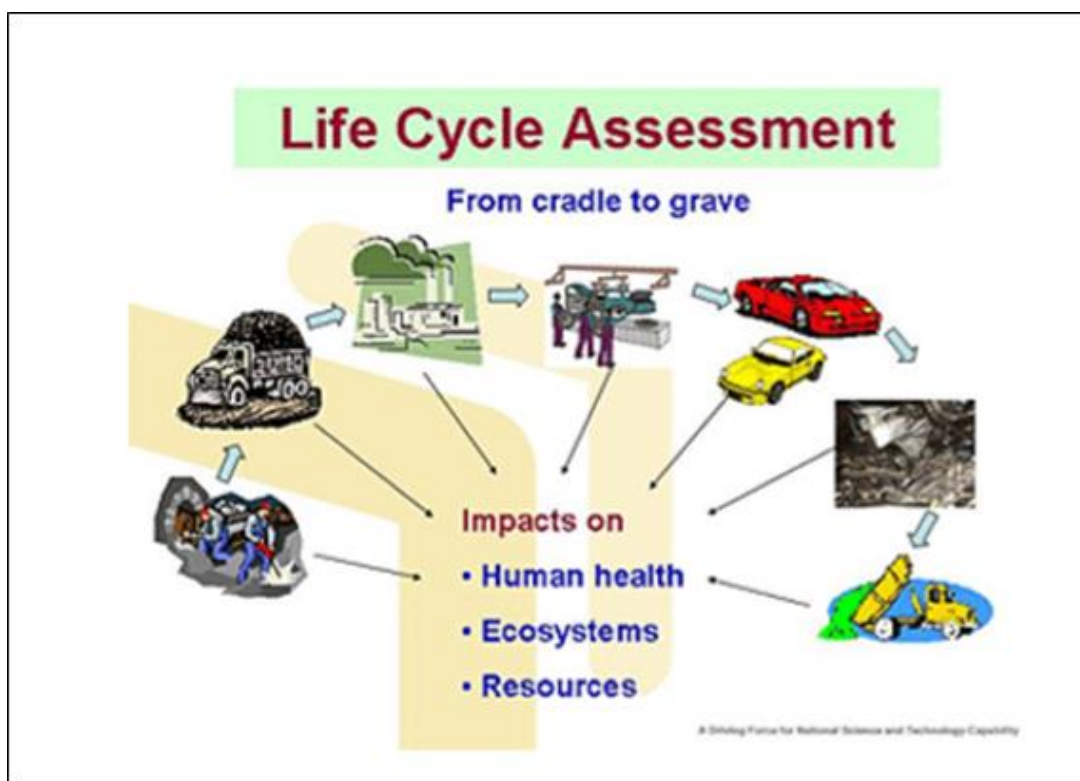 Life Cycle Assessment
From cradle to grave
Impacts on
• Human health
• Ecosystems
• Resources
A Driving Force for National Science and Technology Capability